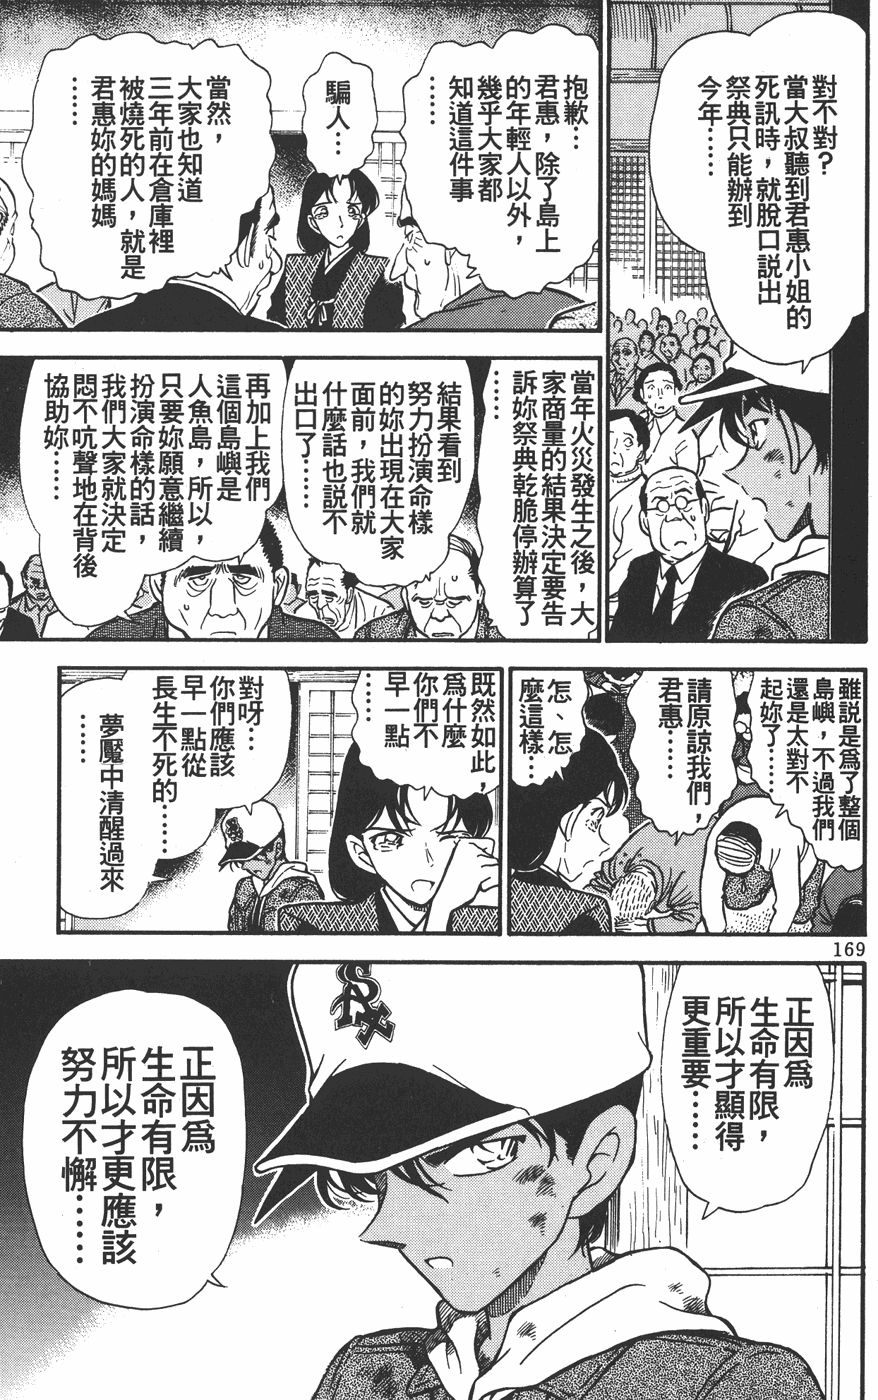 對不對？
當大叔聽到君惠小姐的
死訊時，就脫口説出
祭典只能辦到
今年……
抱歉…
君惠，除了島上
的年輕人以外，
幾乎大家都
知道這件事
……
騙
人
…
當然，
大家也知道
三年前在倉庫裡
被燒死的人，就是
君惠妳的媽媽
……
當年火災發生之後，大
家商量的結果決定要告
訴妳祭典乾脆停辦算了
……
結果看到
努力扮演命樣
的妳出現在大家
面前，我們就
什麼話也説不
出口了……
再加上我們
這個島嶼是
人魚島，所以，
只要妳願意繼續
扮演命樣的話，
我們大家就決定
悶不吭聲地在背後
協助妳……
雖説是爲了整個
島嶼，不過我們
還是太對不
起妳了……
請原諒我們，
君惠……
怎、怎
麼這樣…
既然如此，
爲什麼
你們不
早一點
…
對呀…
你們應該
早一點從
長生不死的……
夢魘中清醒過來
……
169
正因爲
生命有限，
所以才顯得
更重要……
SAX
正因爲
生命有限，
所以才更應該
努力不懈……